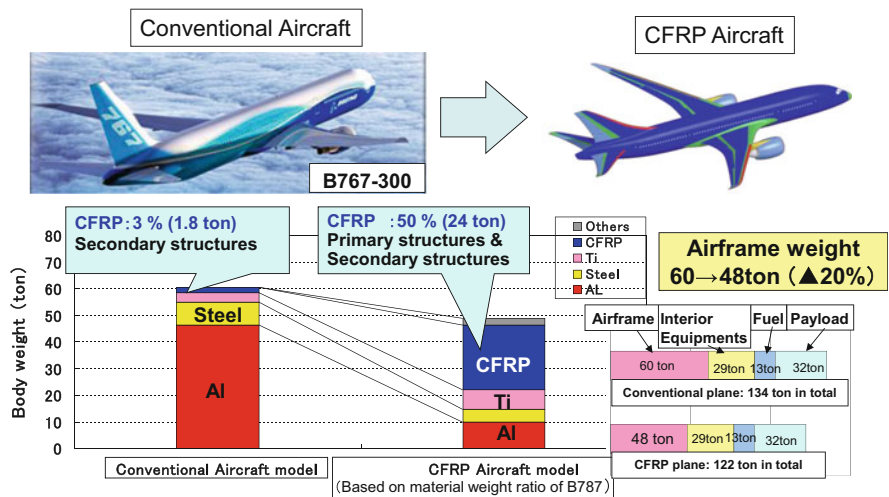 Conventional Aircraft
CFRP Aircraft
767
BOEING
B767-300
CFRP：3 % (1.8 ton)
Secondary structures
CFRP ：50 % (24 ton)
Primary structures &
Secondary structures
Others
CFRP
Ti
Steel
AL
Airframe weight
60→48ton (▲20%)
Body weight (ton)
80
70
60
50
40
30
20
10
0
Steel
Al
CFRP
Ti
Al
Conventional Aircraft model
CFRP Aircraft model
(Based on material weight ratio of B787)
Airframe
Interior
Equipments
Fuel
Payload
60 ton
29ton
13ton
32ton
Conventional plane: 134 ton in total
48 ton
29ton
13ton
32ton
CFRP plane: 122 ton in total